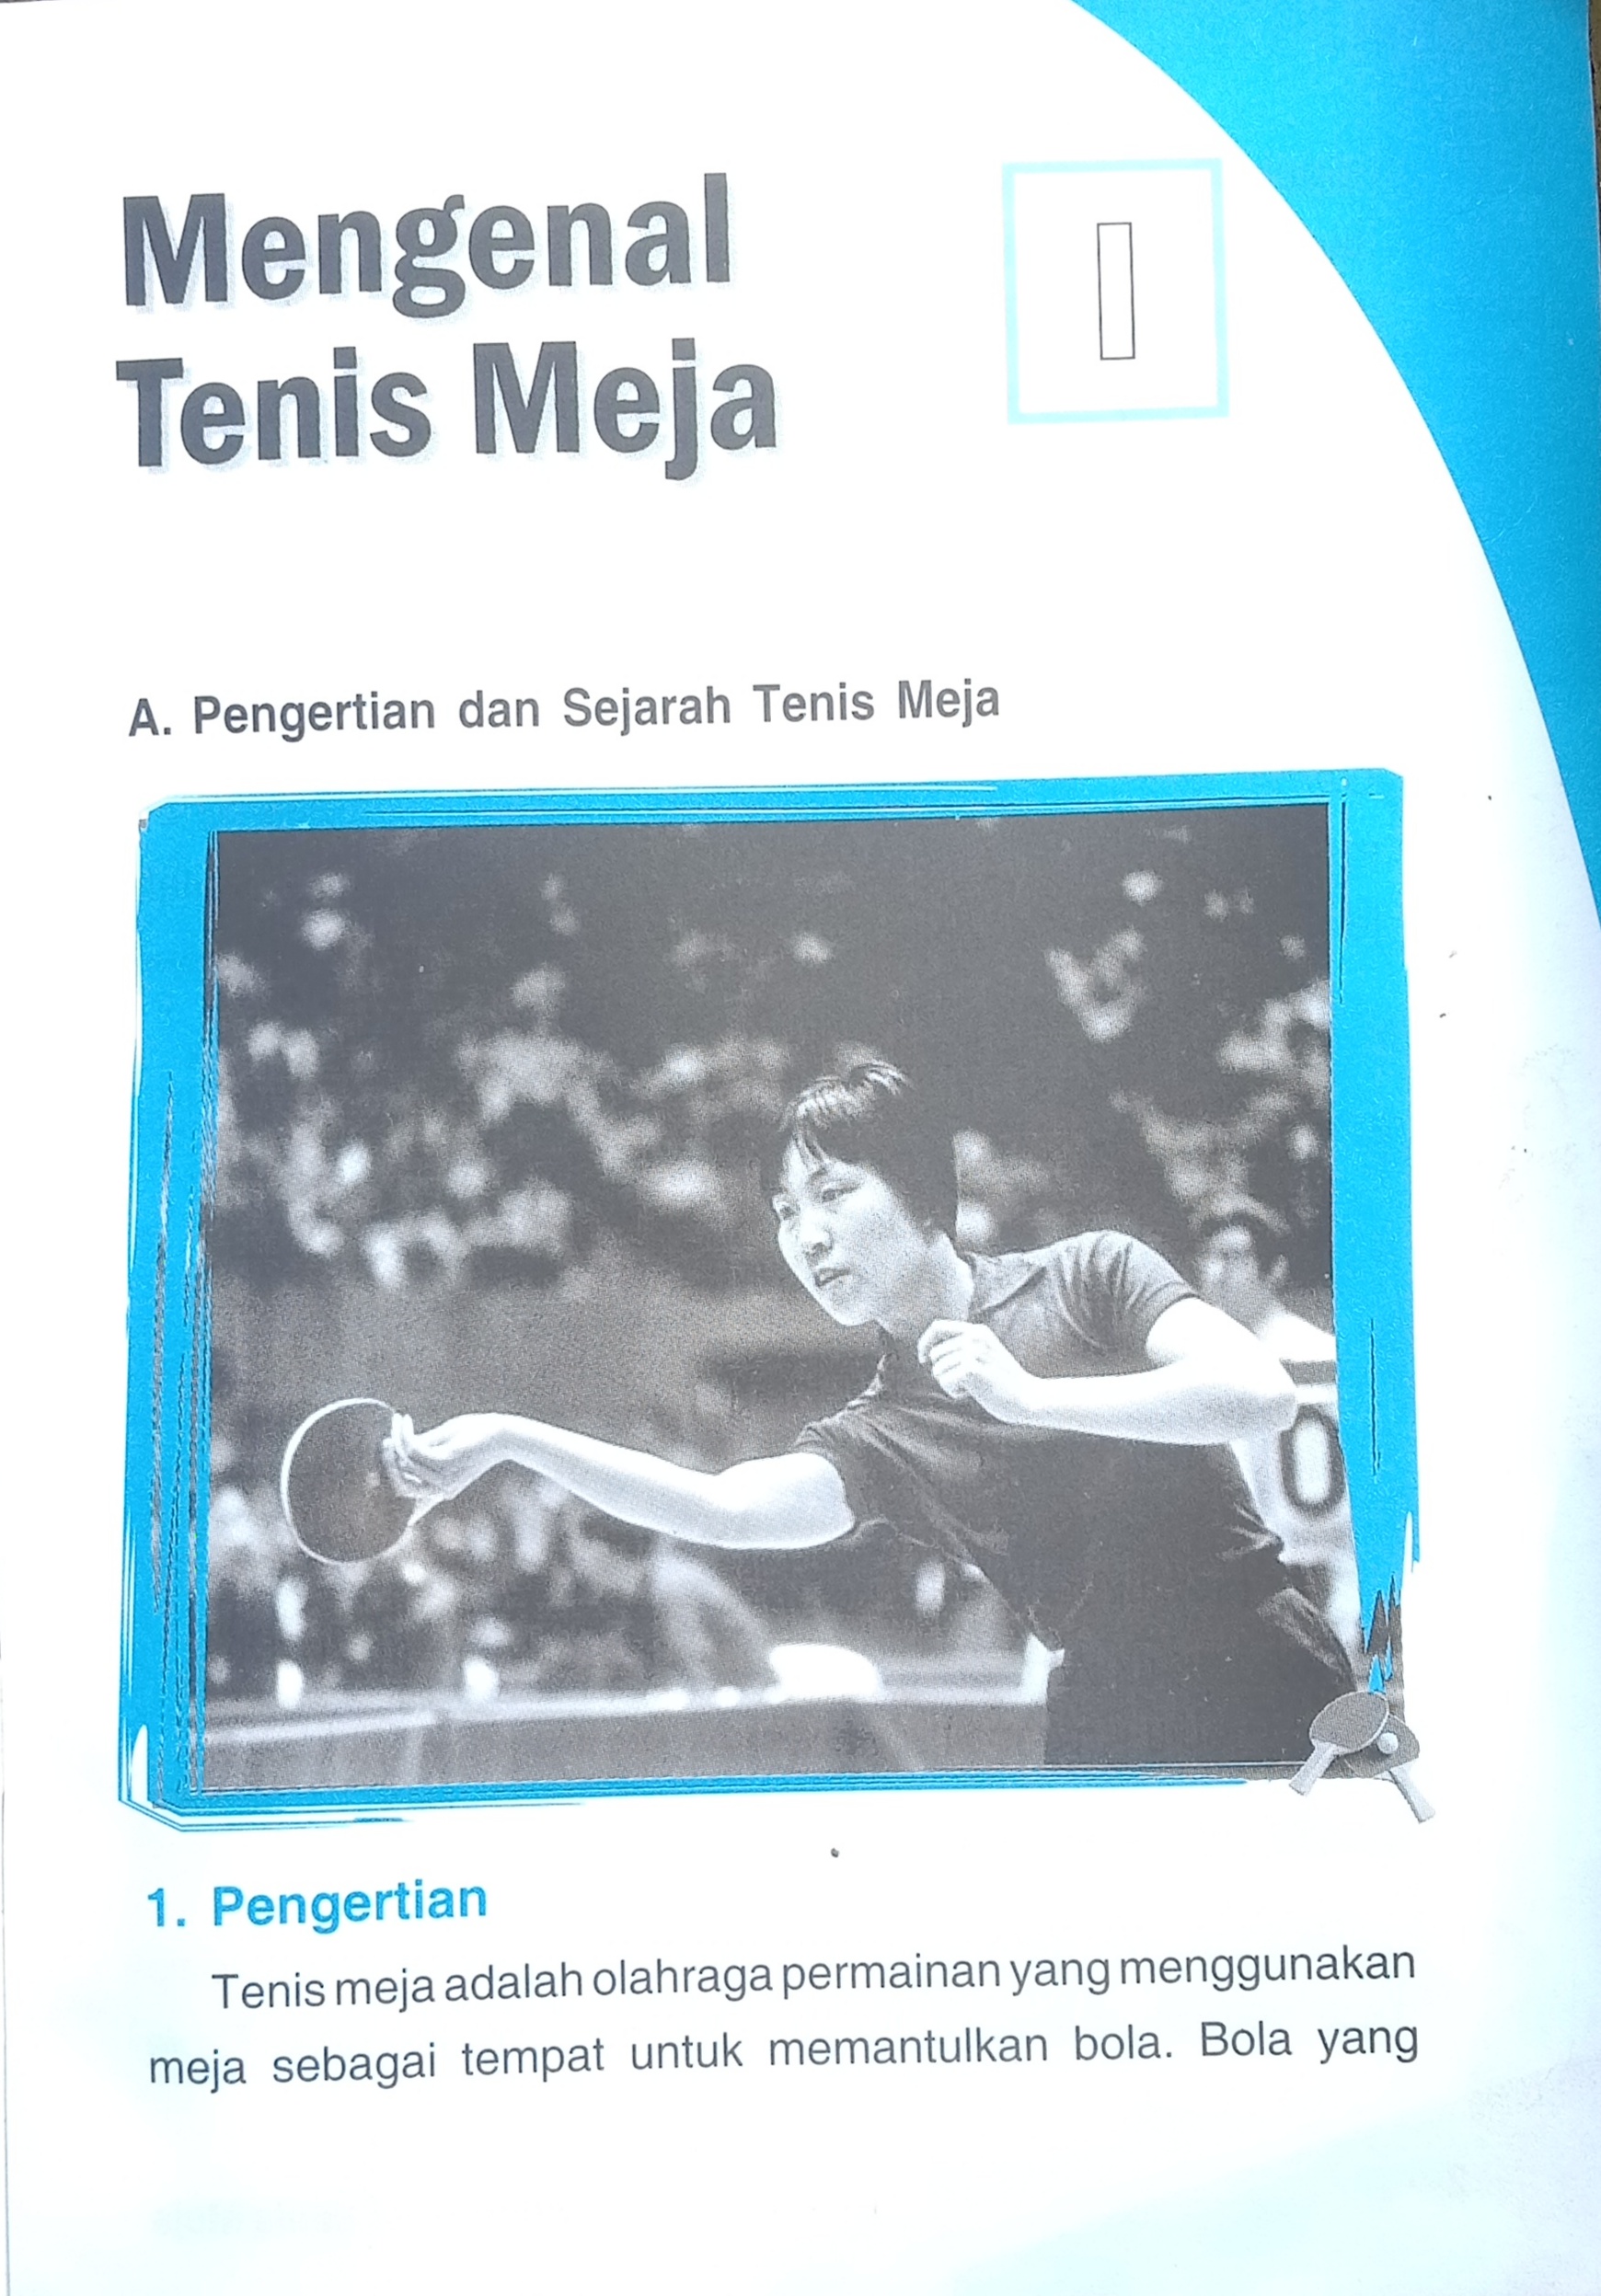 Mengenal
Tenis Meja
I
A. Pengertian dan Sejarah Tenis Meja
0
1. Pengertian
Tenis meja adalah olahraga permainan yang menggunakan
meja sebagai tempat untuk memantulkan bola. Bola yang